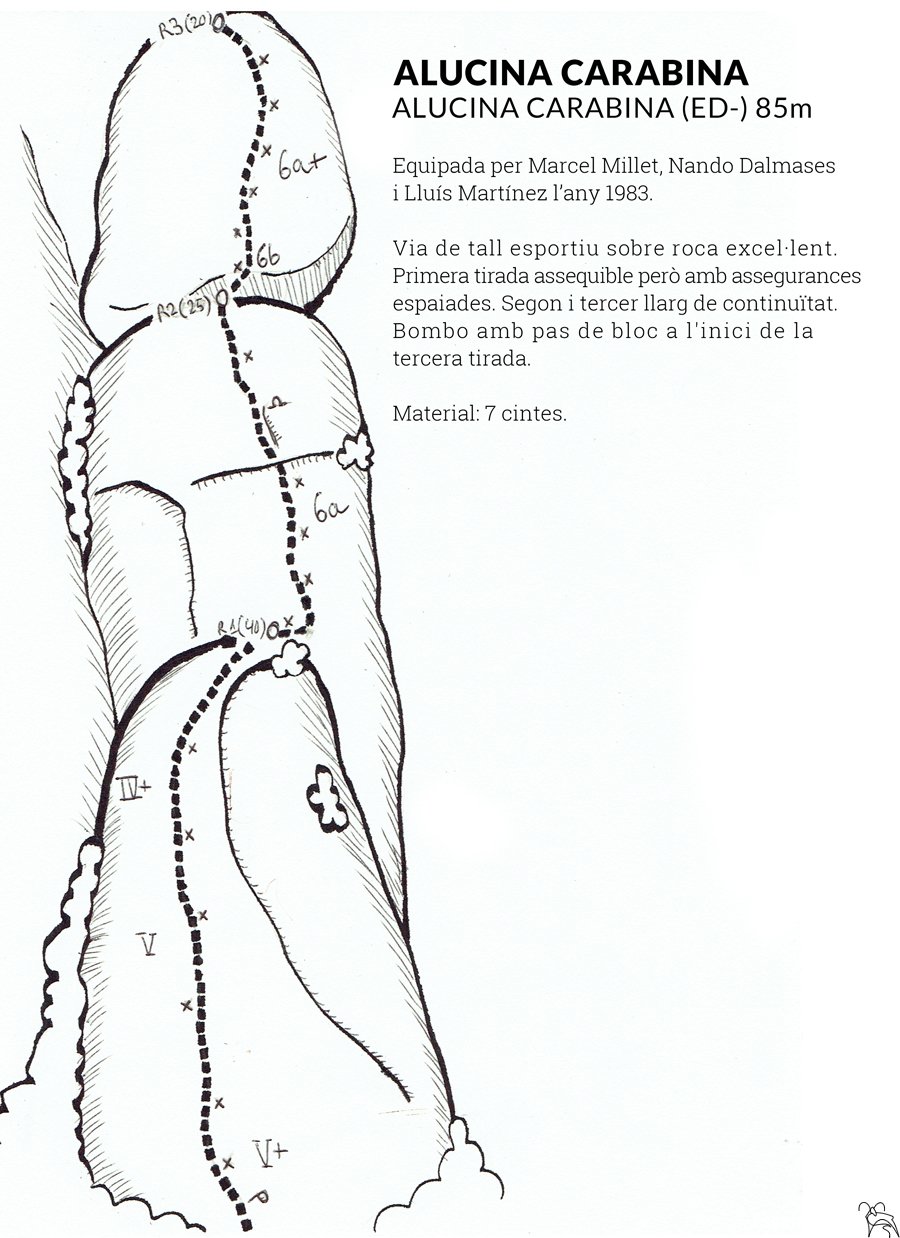 R3(20)
ALUCINA CARABINA
ALUCINA CARABINA (ED-) 85m
Equipada per Marcel Millet, Nando Dalmases
i Lluís Martínez l’any 1983.
Via de tall esportiu sobre roca excel·lent.
Primera tirada assequible però amb assegurances
espaiades. Segon i tercer llarg de continuïtat.
Bombo amb pas de bloc a l'inici de la
tercera tirada.
Material: 7 cintes.
6a+
6b
R2(25)
6a
R1(40)
IV+
V
V+